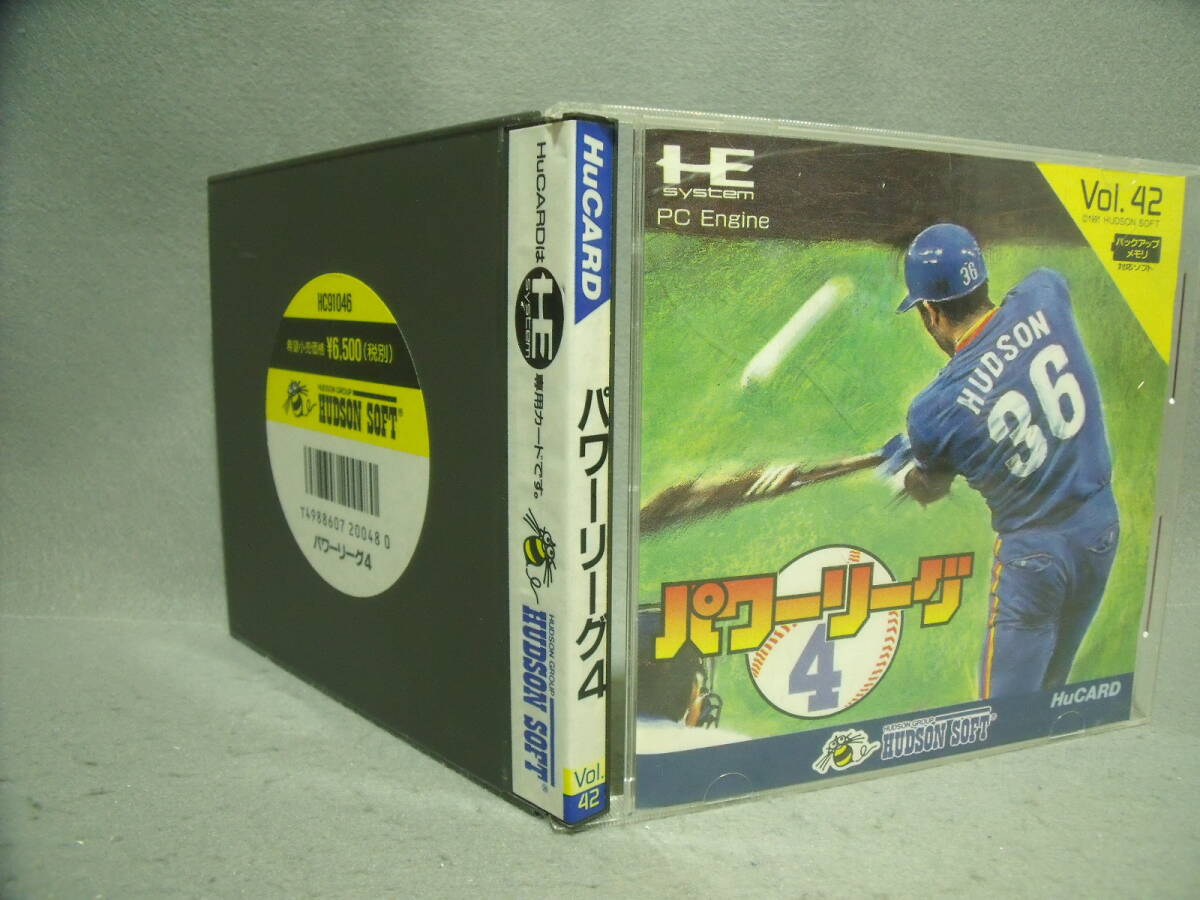 HC91046
希望小売価格 ¥6,500(税別)
HUDSON GROUP
HUDSON SOFT®
T4988607 20048 0
パワーリーグ4
HuCARDは
HE
system
専用カードです。
HUDSON GROUP
HUDSON SOFT®
HuCARD
パワーリーグ4
Vol.
42
HE
system
PC Engine
Vol. 42
©1991 HUDSON SOFT
バックアップ
メモリ
対応ソフト
36
HUDSON
36
パワーリーグ
4
HuCARD
HUDSON GROUP
HUDSON SOFT®